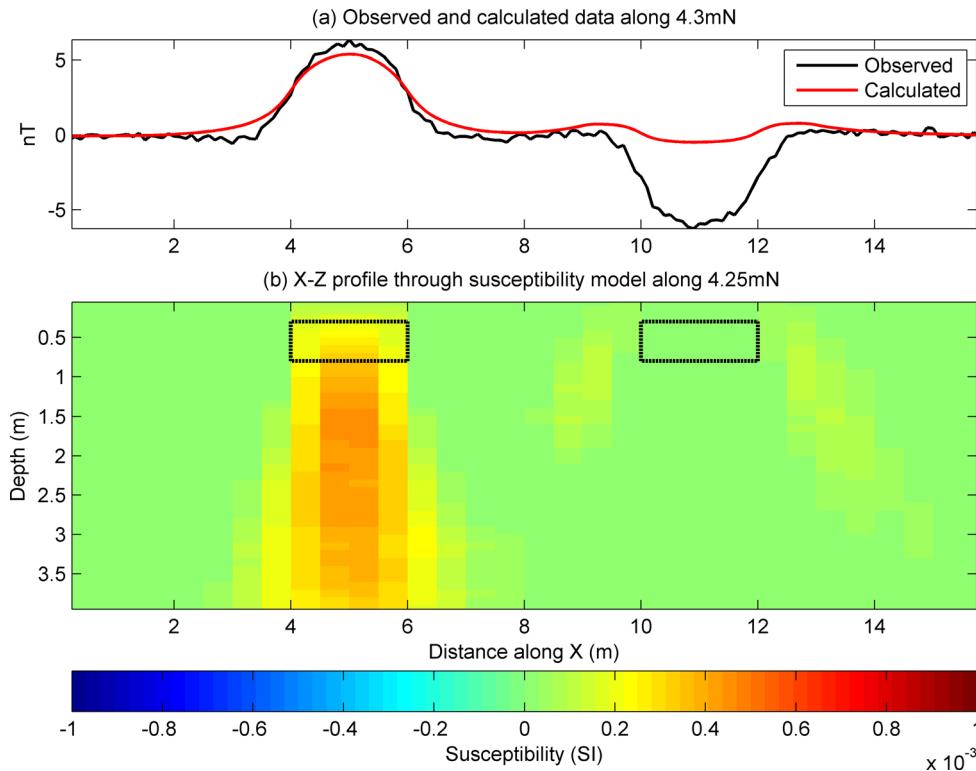 (a) Observed and calculated data along 4.3mN
nT
5
0
-5
Observed
Calculated
2 4 6 8 10 12 14
(b) X-Z profile through susceptibility model along 4.25mN
Depth (m)
0.5
1
1.5
2
2.5
3
3.5
2 4 6 8 10 12 14
Distance along X (m)
-1 -0.8 -0.6 -0.4 -0.2 0 0.2 0.4 0.6 0.8 1
Susceptibility (SI)
x 10⁻³